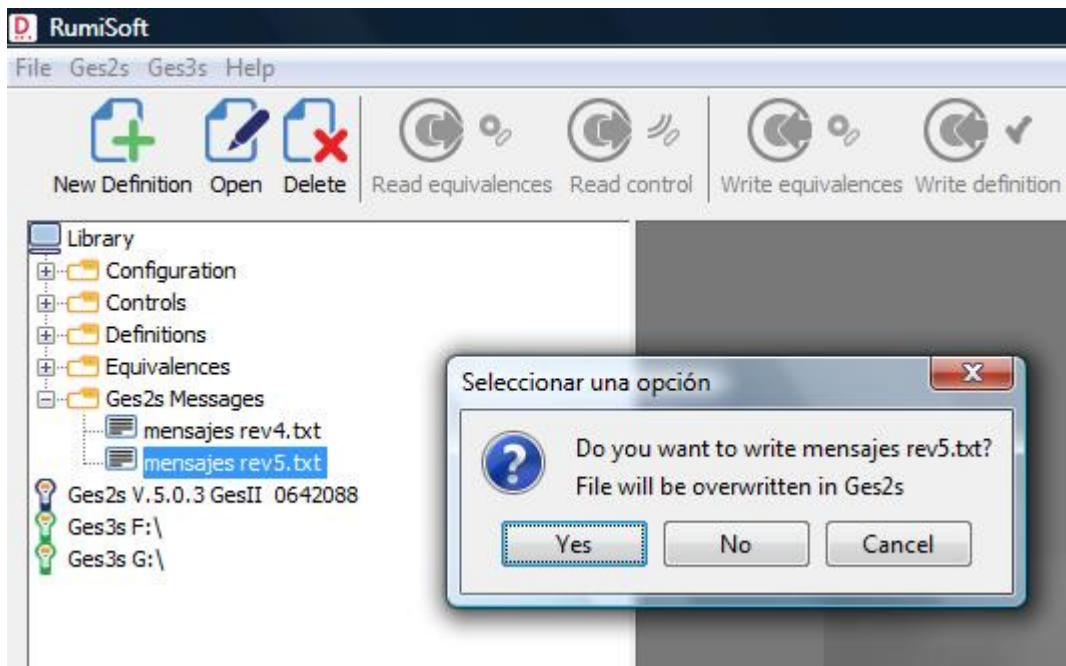 RumiSoft
File Ges2s Ges3s Help
New Definition Open Delete Read equivalences Read control Write equivalences Write definition
Library
Configuration
Controls
Definitions
Equivalences
Ges2s Messages
mensajes rev4.txt
mensajes rev5.txt
Ges2s V.5.0.3 GesII 0642088
Ges3s F:\
Ges3s G:\
Seleccionar una opción
Do you want to write mensajes rev5.txt?
File will be overwritten in Ges2s
Yes No Cancel